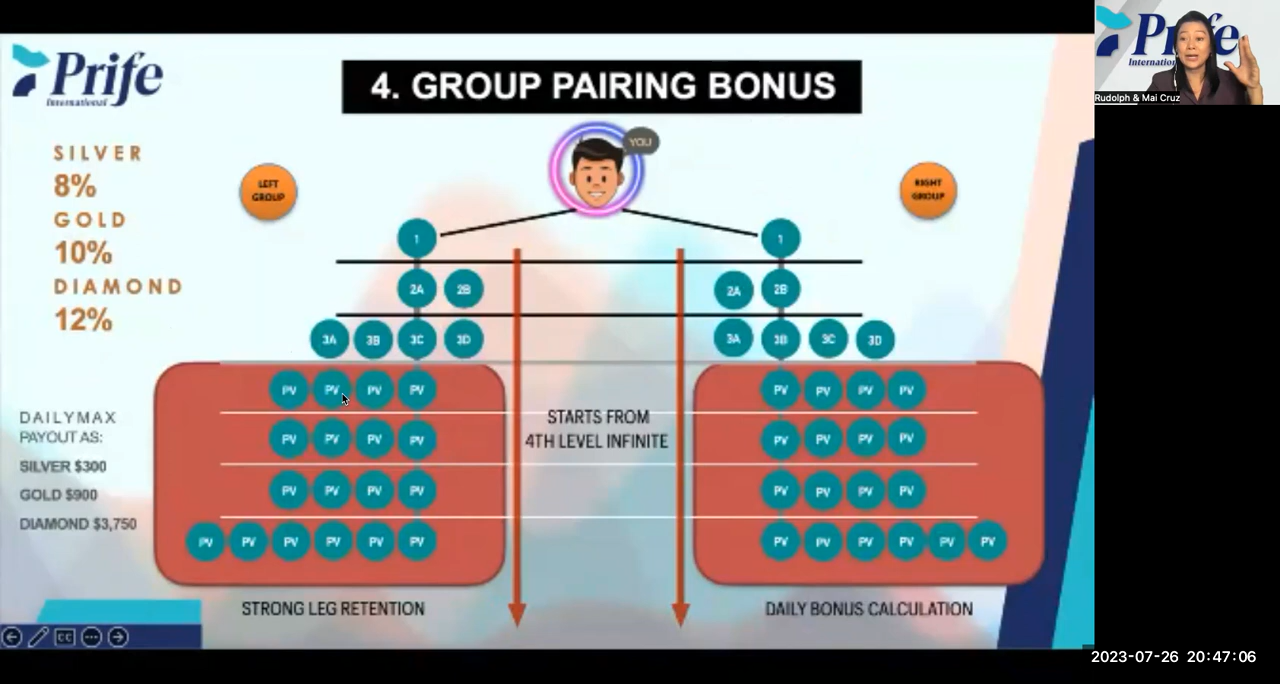 Prife
International
4. GROUP PAIRING BONUS
SILVER
8%
GOLD
10%
DIAMOND
12%
LEFT
GROUP
YOU
RIGHT
GROUP
1 1
2A 2B 2A 2B
3A 3B 3C 3D 3A 3B 3C 3D
PV PV PV PV PV PV PV PV
PV PV PV PV PV PV PV PV
PV PV PV PV PV PV PV PV
PV PV PV PV PV PV PV PV PV PV PV PV
STARTS FROM
4TH LEVEL INFINITE
DAILYMAX
PAYOUT AS:
SILVER $300
GOLD $900
DIAMOND $3,750
STRONG LEG RETENTION
DAILY BONUS CALCULATION
CC
Rudolph & Mai Cruz
2023-07-26 20:47:06